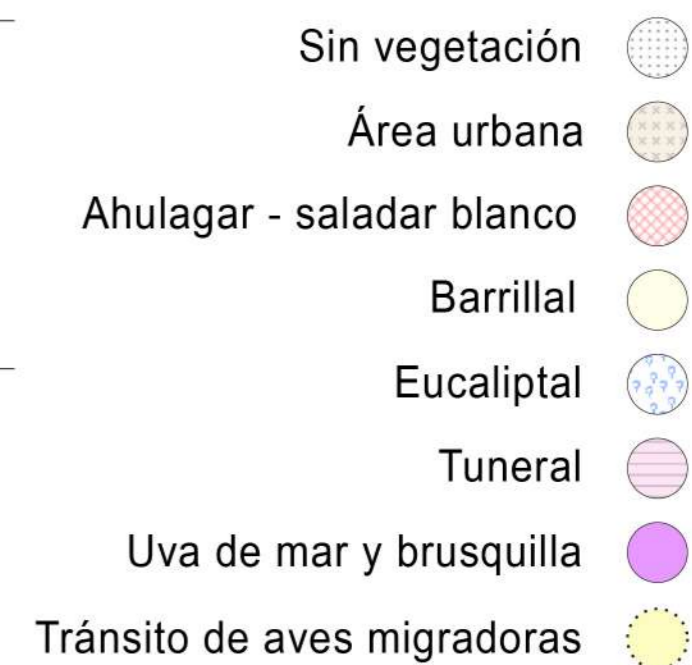 Sin vegetación
Área urbana
Ahulagar - saladar blanco
Barrillal
Eucaliptal
Tuneral
Uva de mar y brusquilla
Tránsito de aves migradoras